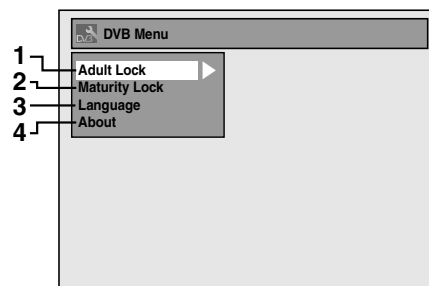 DVB Menu
1 Adult Lock
2 Maturity Lock
3 Language
4 About